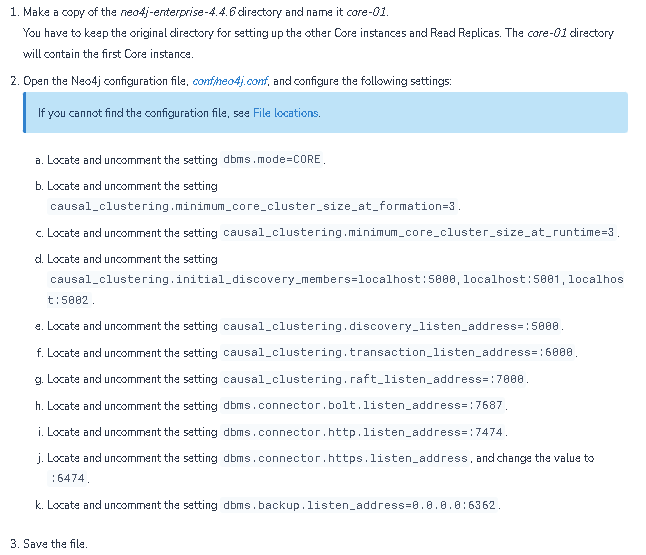 1. Make a copy of the neo4j-enterprise-4.4.6 directory and name it core-01.
You have to keep the original directory for setting up the other Core instances and Read Replicas. The core-01 directory
will contain the first Core instance.
2. Open the Neo4j configuration file, conf/neo4j.conf, and configure the following settings:
If you cannot find the configuration file, see File locations.
a. Locate and uncomment the setting dbms.mode=CORE.
b. Locate and uncomment the setting
causal_clustering.minimum_core_cluster_size_at_formation=3.
c. Locate and uncomment the setting causal_clustering.minimum_core_cluster_size_at_runtime=3.
d. Locate and uncomment the setting
causal_clustering.initial_discovery_members=localhost:5000,localhost:5001,localhos
t:5002.
e. Locate and uncomment the setting causal_clustering.discovery_listen_address=:5000.
f. Locate and uncomment the setting causal_clustering.transaction_listen_address=:6000.
g. Locate and uncomment the setting causal_clustering.raft_listen_address=:7000.
h. Locate and uncomment the setting dbms.connector.bolt.listen_address=:7687.
i. Locate and uncomment the setting dbms.connector.http.listen_address=:7474.
j. Locate and uncomment the setting dbms.connector.https.listen_address, and change the value to
:6474.
k. Locate and uncomment the setting dbms.backup.listen_address=0.0.0.0:6362.
3. Save the file.